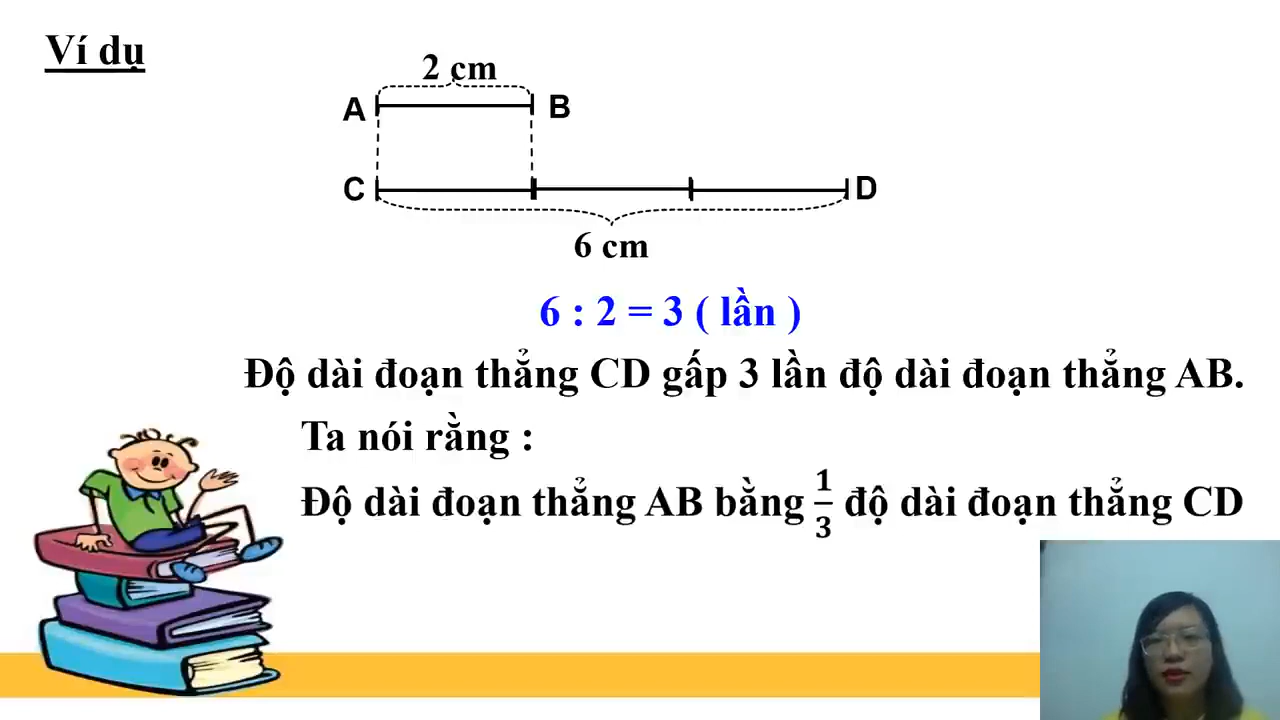 Ví dụ
2 cm
A B
C D
6 cm
6 : 2 = 3 ( lần )
Độ dài đoạn thẳng CD gấp 3 lần độ dài đoạn thẳng AB.
Ta nói rằng :
Độ dài đoạn thẳng AB bằng 1/3 độ dài đoạn thẳng CD